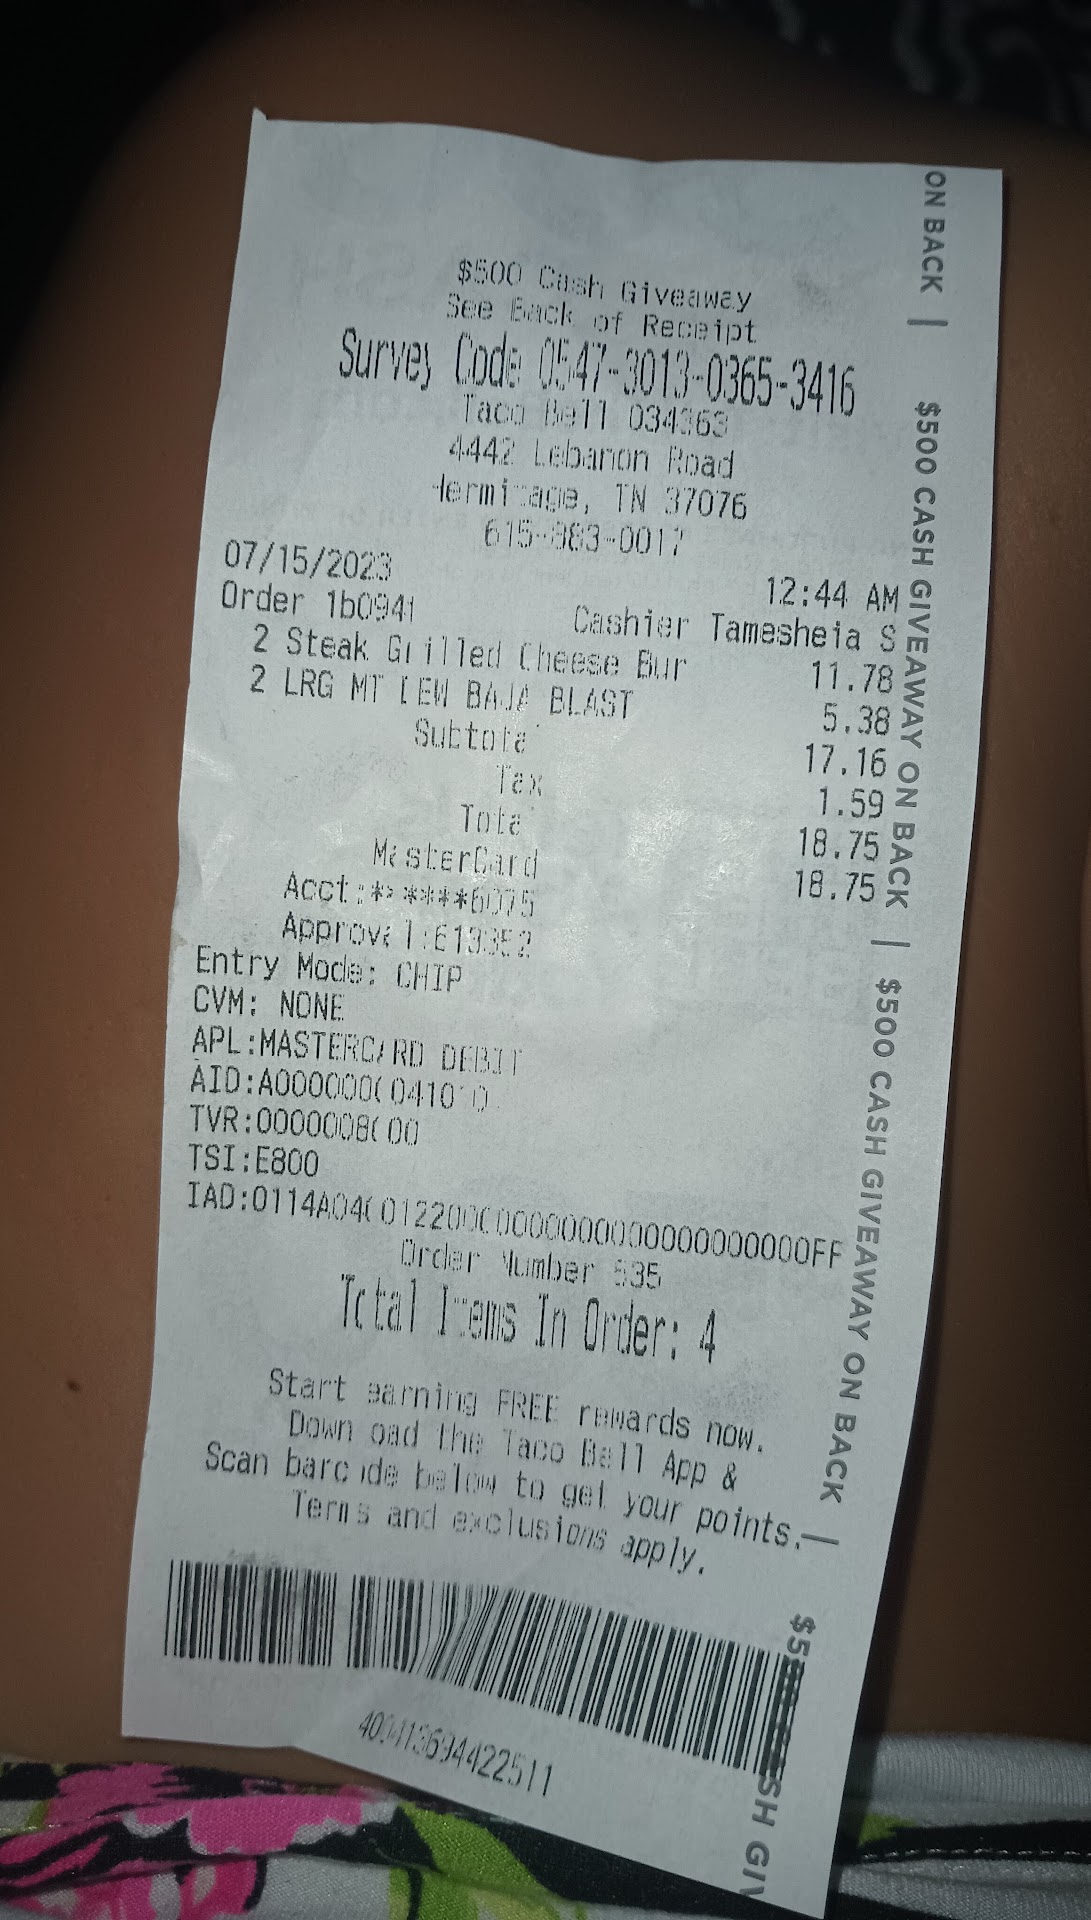 $500 Cash Giveaway
See Back of Receipt
Survey Code 0547-3013-0365-3416
Taco Bell 034363
4442 Lebanon Road
Hermitage, TN 37076
615-883-0017
07/15/2023 12:44 AM
Order 1b0941 Cashier Tamesheia S
2 Steak Grilled Cheese Bur 11.78
2 LRG MT DEW BAJA BLAST 5.38
Subtotal 17.16
Tax 1.59
Total 18.75
MasterCard 18.75
Acct:******6075
Entry Mode: CHIP
CVM: NONE
APL:MASTERCARD DEBIT
AID:A0000000041010
TVR:0000008000
TSI:E800
Order Number
Total Items In Order: 4
Start earning FREE rewards now.
Download the Taco Bell App &
Scan barcode below to get your points.
Terms and exclusions apply.
ON BACK | $500 CASH GIVEAWAY ON BACK | $500 CASH GIVEAWAY ON BACK |